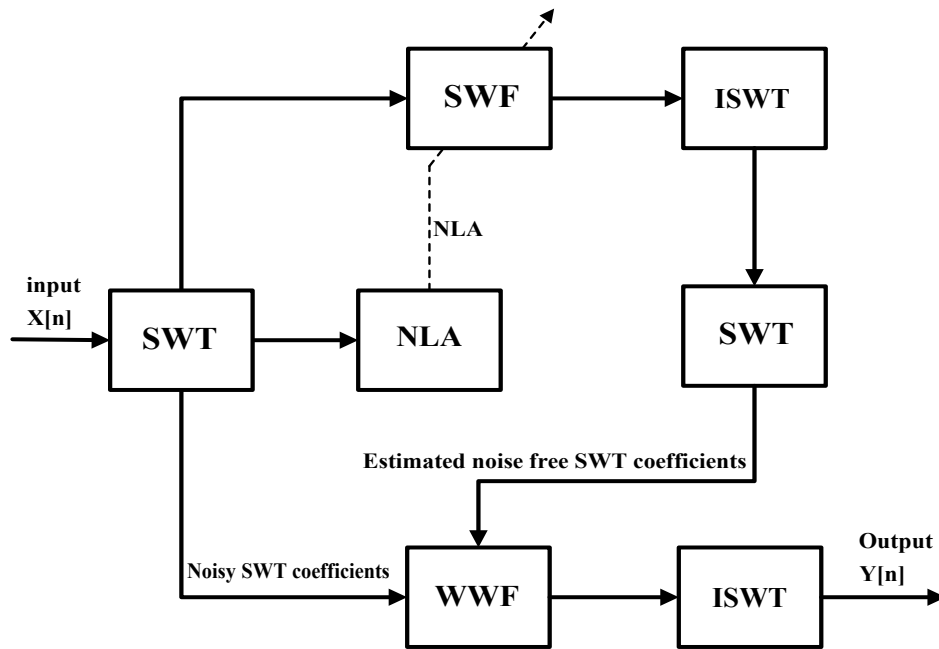 SWF
ISWT
NLA
input
X[n]
SWT
NLA
SWT
Estimated noise free SWT coefficients
Noisy SWT coefficients
WWF
ISWT
Output
Y[n]